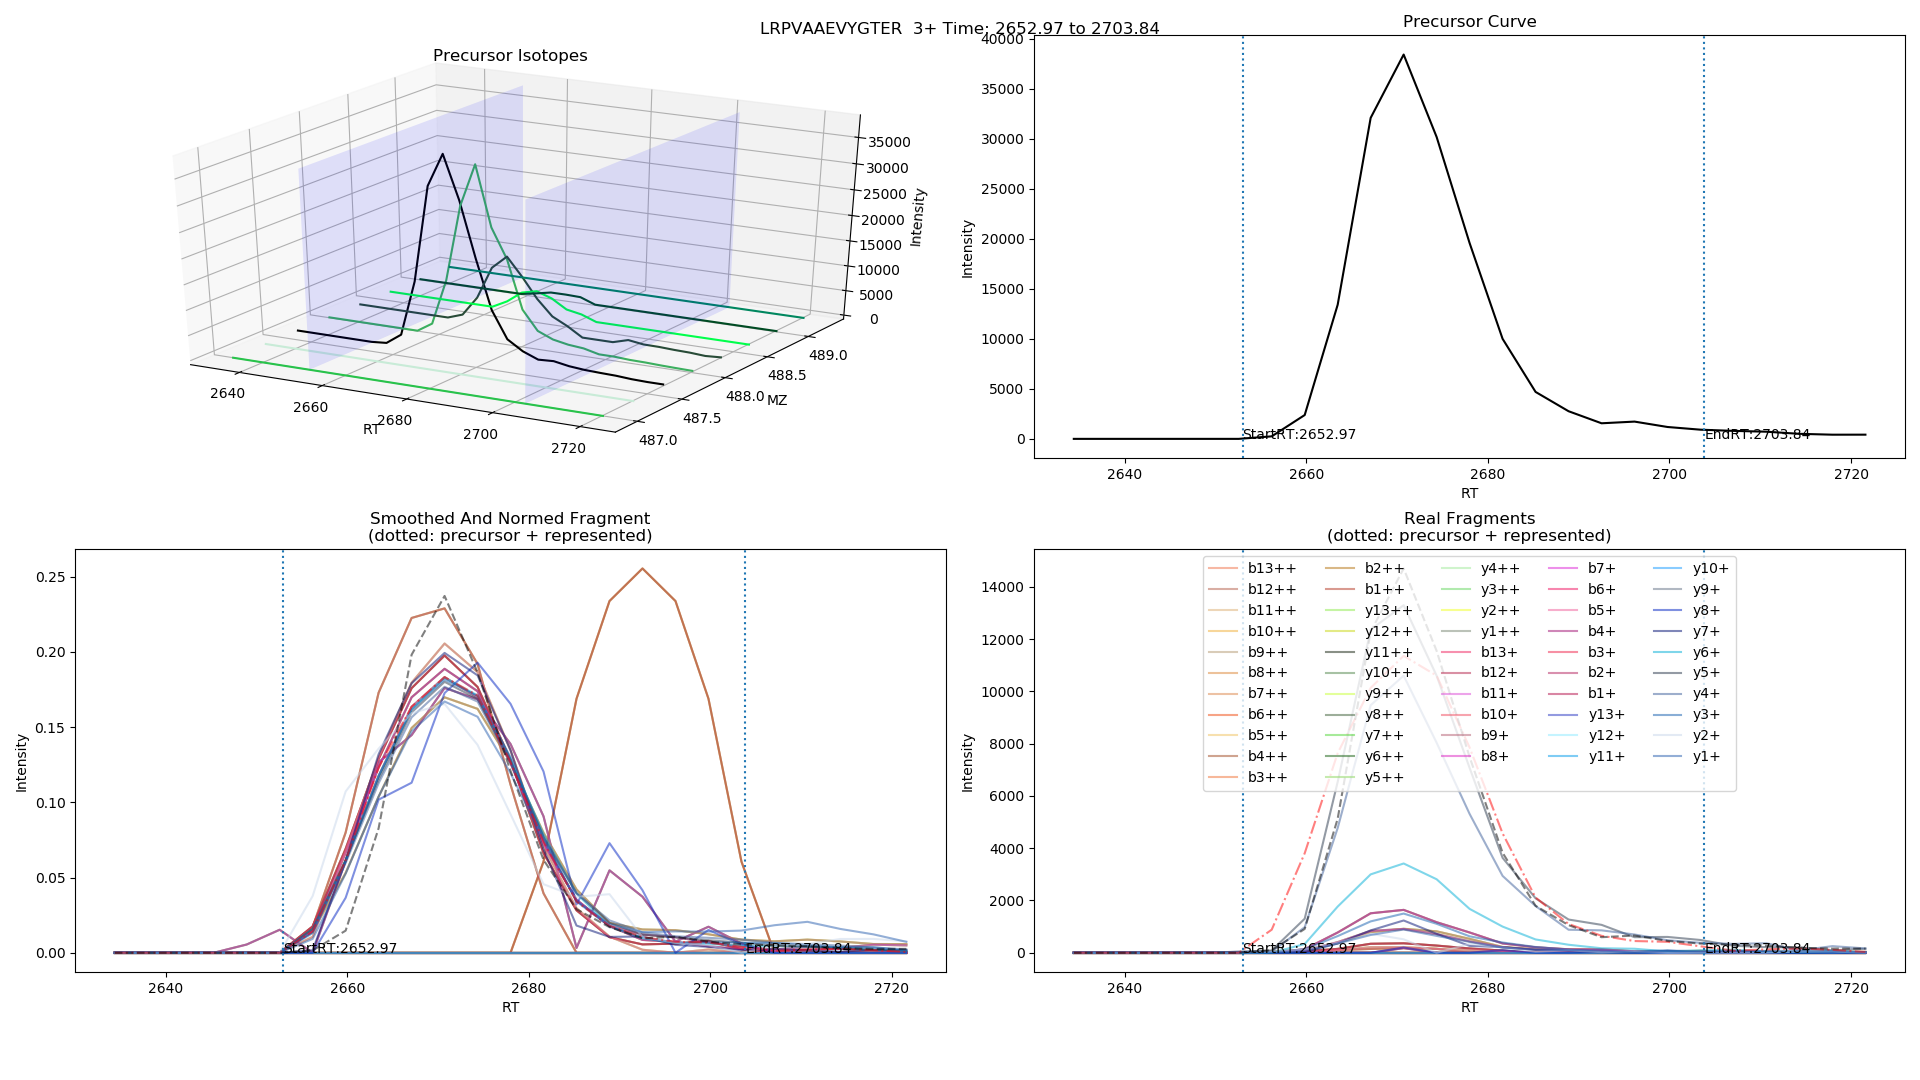 LRPVAAEVYGTER  3+ Time: 2652.97 to 2703.84
Precursor Isotopes
35000
30000
25000
20000
15000
10000
5000
0
Intensity
489.0
488.5
488.0
487.5
487.0
MZ
2640
2660
2680
2700
2720
RT
Precursor Curve
40000
35000
30000
25000
20000
15000
10000
5000
0
Intensity
StartRT:2652.97
EndRT:2703.84
2640
2660
2680
2700
2720
RT
Smoothed And Normed Fragment
(dotted: precursor + represented)
0.25
0.20
0.15
0.10
0.05
0.00
Intensity
StartRT:2652.97
EndRT:2703.84
2640
2660
2680
2700
2720
RT
Real Fragments
(dotted: precursor + represented)
14000
12000
10000
8000
6000
4000
2000
0
Intensity
b13++
b12++
b11++
b10++
b9++
b8++
b7++
b6++
b5++
b4++
b3++
b2++
b1++
y13++
y12++
y11++
y10++
y9++
y8++
y7++
y6++
y5++
y4++
y3++
y2++
y1++
b13+
b12+
b11+
b10+
b9+
b8+
b7+
b6+
b5+
b4+
b3+
b2+
b1+
y13+
y12+
y11+
y10+
y9+
y8+
y7+
y6+
y5+
y4+
y3+
y2+
y1+
StartRT:2652.97
EndRT:2703.84
2640
2660
2680
2700
2720
RT